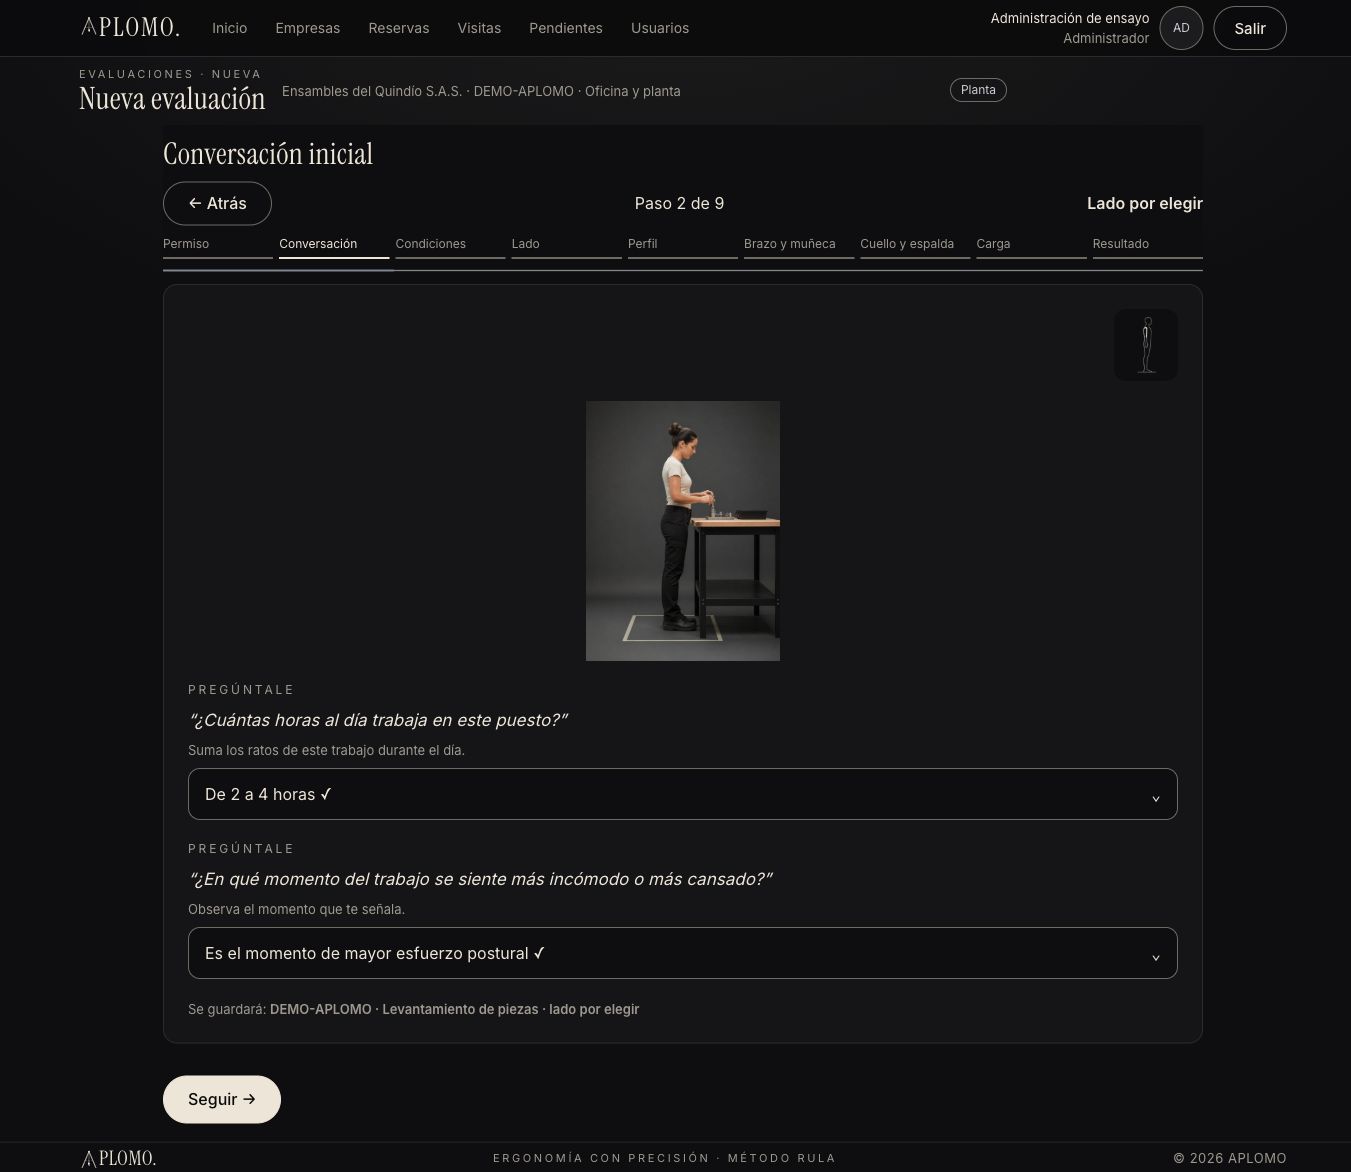 APLOMO.
Inicio
Empresas
Reservas
Visitas
Pendientes
Usuarios
Administración de ensayo
Administrador
AD
Salir
EVALUACIONES · NUEVA
Nueva evaluación
Ensambles del Quindío S.A.S. · DEMO-APLOMO · Oficina y planta
Planta
Conversación inicial
← Atrás
Paso 2 de 9
Lado por elegir
Permiso
Conversación
Condiciones
Lado
Perfil
Brazo y muñeca
Cuello y espalda
Carga
Resultado
PREGÚNTALE
“¿Cuántas horas al día trabaja en este puesto?”
Suma los ratos de este trabajo durante el día.
De 2 a 4 horas ✓
PREGÚNTALE
“¿En qué momento del trabajo se siente más incómodo o más cansado?”
Observa el momento que te señala.
Es el momento de mayor esfuerzo postural ✓
Se guardará: DEMO-APLOMO · Levantamiento de piezas · lado por elegir
Seguir →
APLOMO.
ERGONOMÍA CON PRECISIÓN · MÉTODO RULA
© 2026 APLOMO